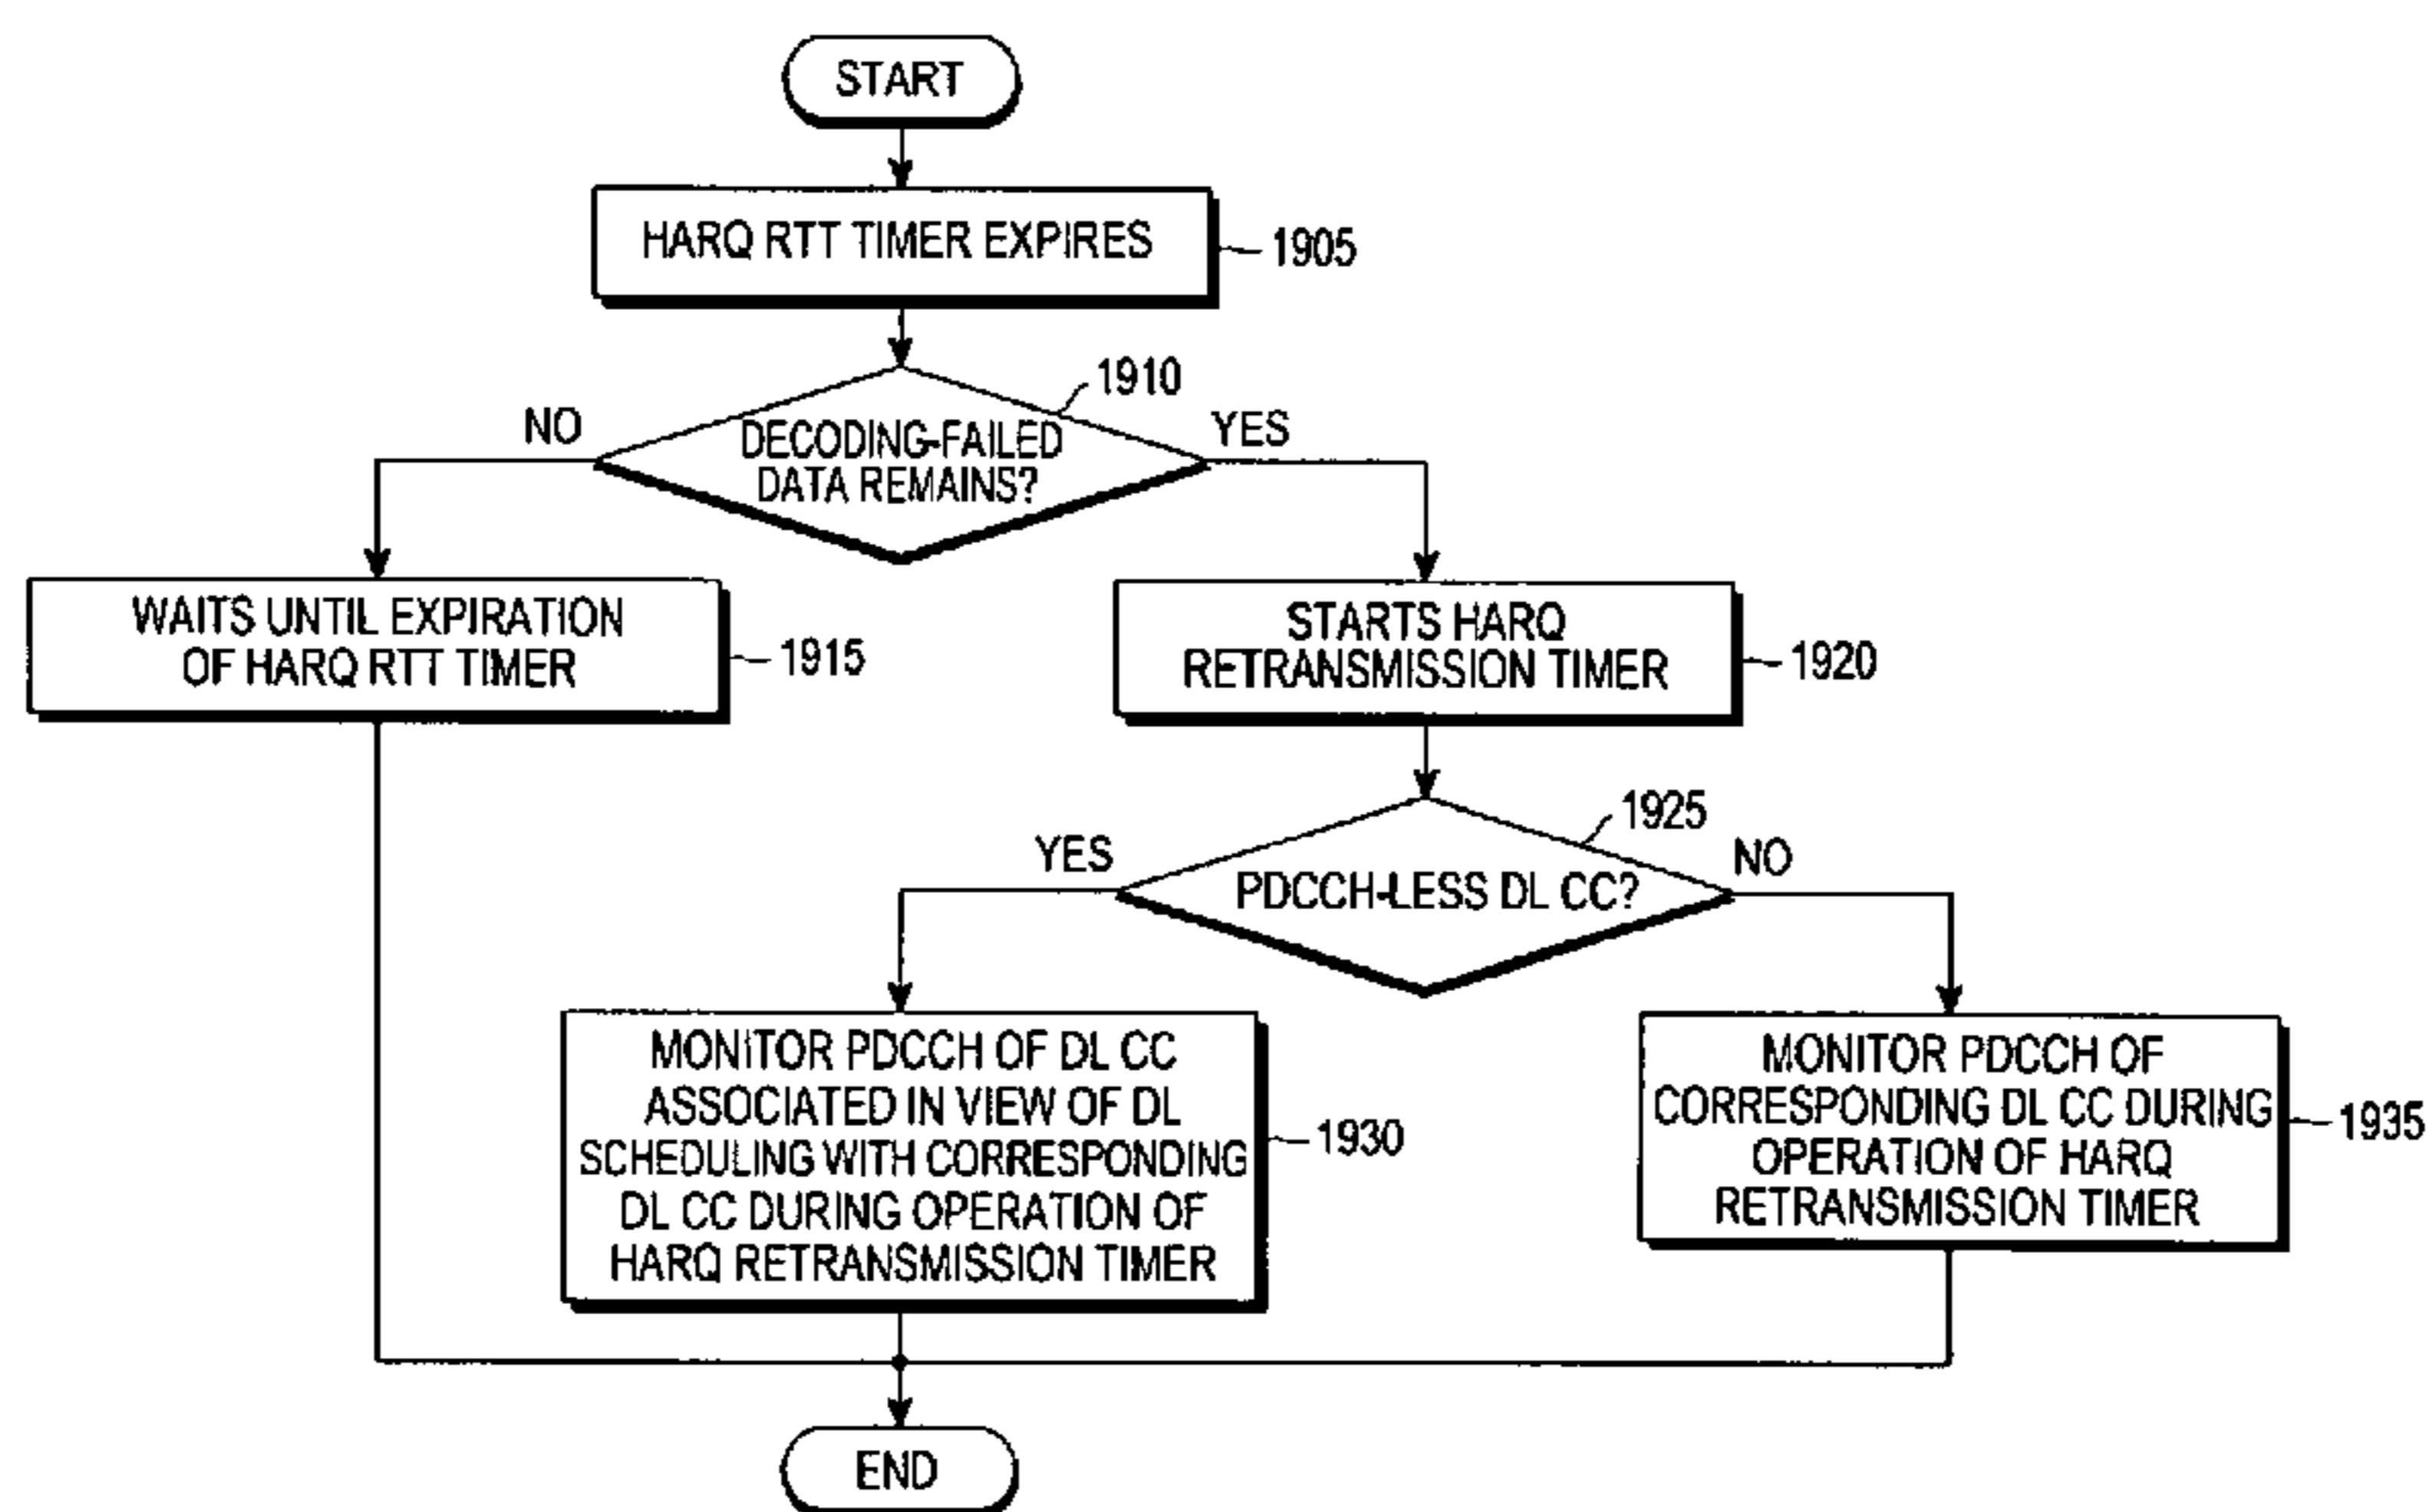 START
HARQ RTT TIMER EXPIRES
1905
1910
NO
DECODING-FAILED
DATA REMAINS?
YES
WAITS UNTIL EXPIRATION
OF HARQ RTT TIMER
1915
STARTS HARQ
RETRANSMISSION TIMER
1920
1925
YES
PDCCH-LESS DL CC?
NO
MONITOR PDCCH OF DL CC
ASSOCIATED IN VIEW OF DL
SCHEDULING WITH CORRESPONDING
DL CC DURING OPERATION OF
HARQ RETRANSMISSION TIMER
1930
MONITOR PDCCH OF
CORRESPONDING DL CC DURING
OPERATION OF HARQ
RETRANSMISSION TIMER
1935
END